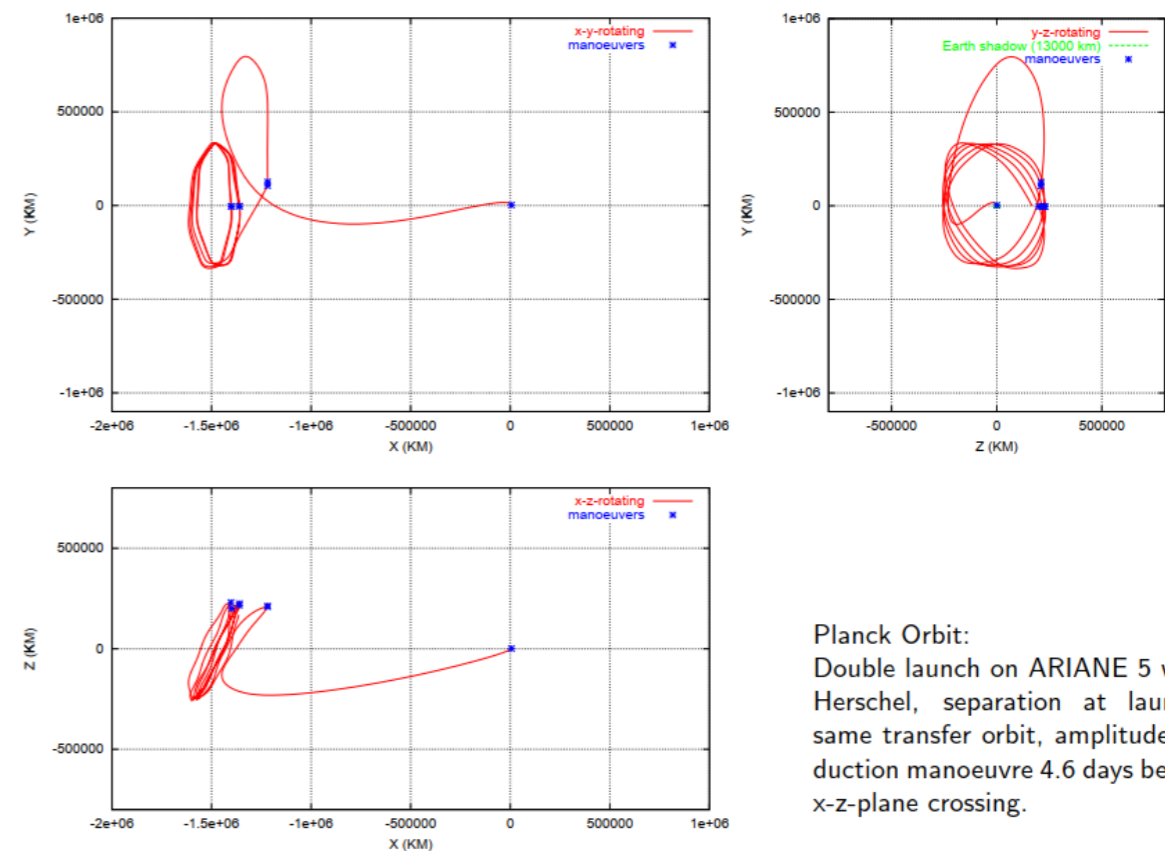 1e+06
500000
0
-500000
-1e+06
-2e+06 -1.5e+06 -1e+06 -500000 0 500000 1e+06
X (KM)
Y (KM)
x-y-rotating
manoeuvers
1e+06
500000
0
-500000
-1e+06
-500000 0 500000
Z (KM)
Y (KM)
y-z-rotating
Earth shadow (13000 km)
manoeuvers
500000
0
-500000
-2e+06 -1.5e+06 -1e+06 -500000 0 500000 1e+06
X (KM)
Z (KM)
x-z-rotating
manoeuvers
Planck Orbit:
Double launch on ARIANE 5
Herschel, separation at
same transfer orbit, amplitude
duction manoeuvre 4.6 days
x-z-plane crossing.